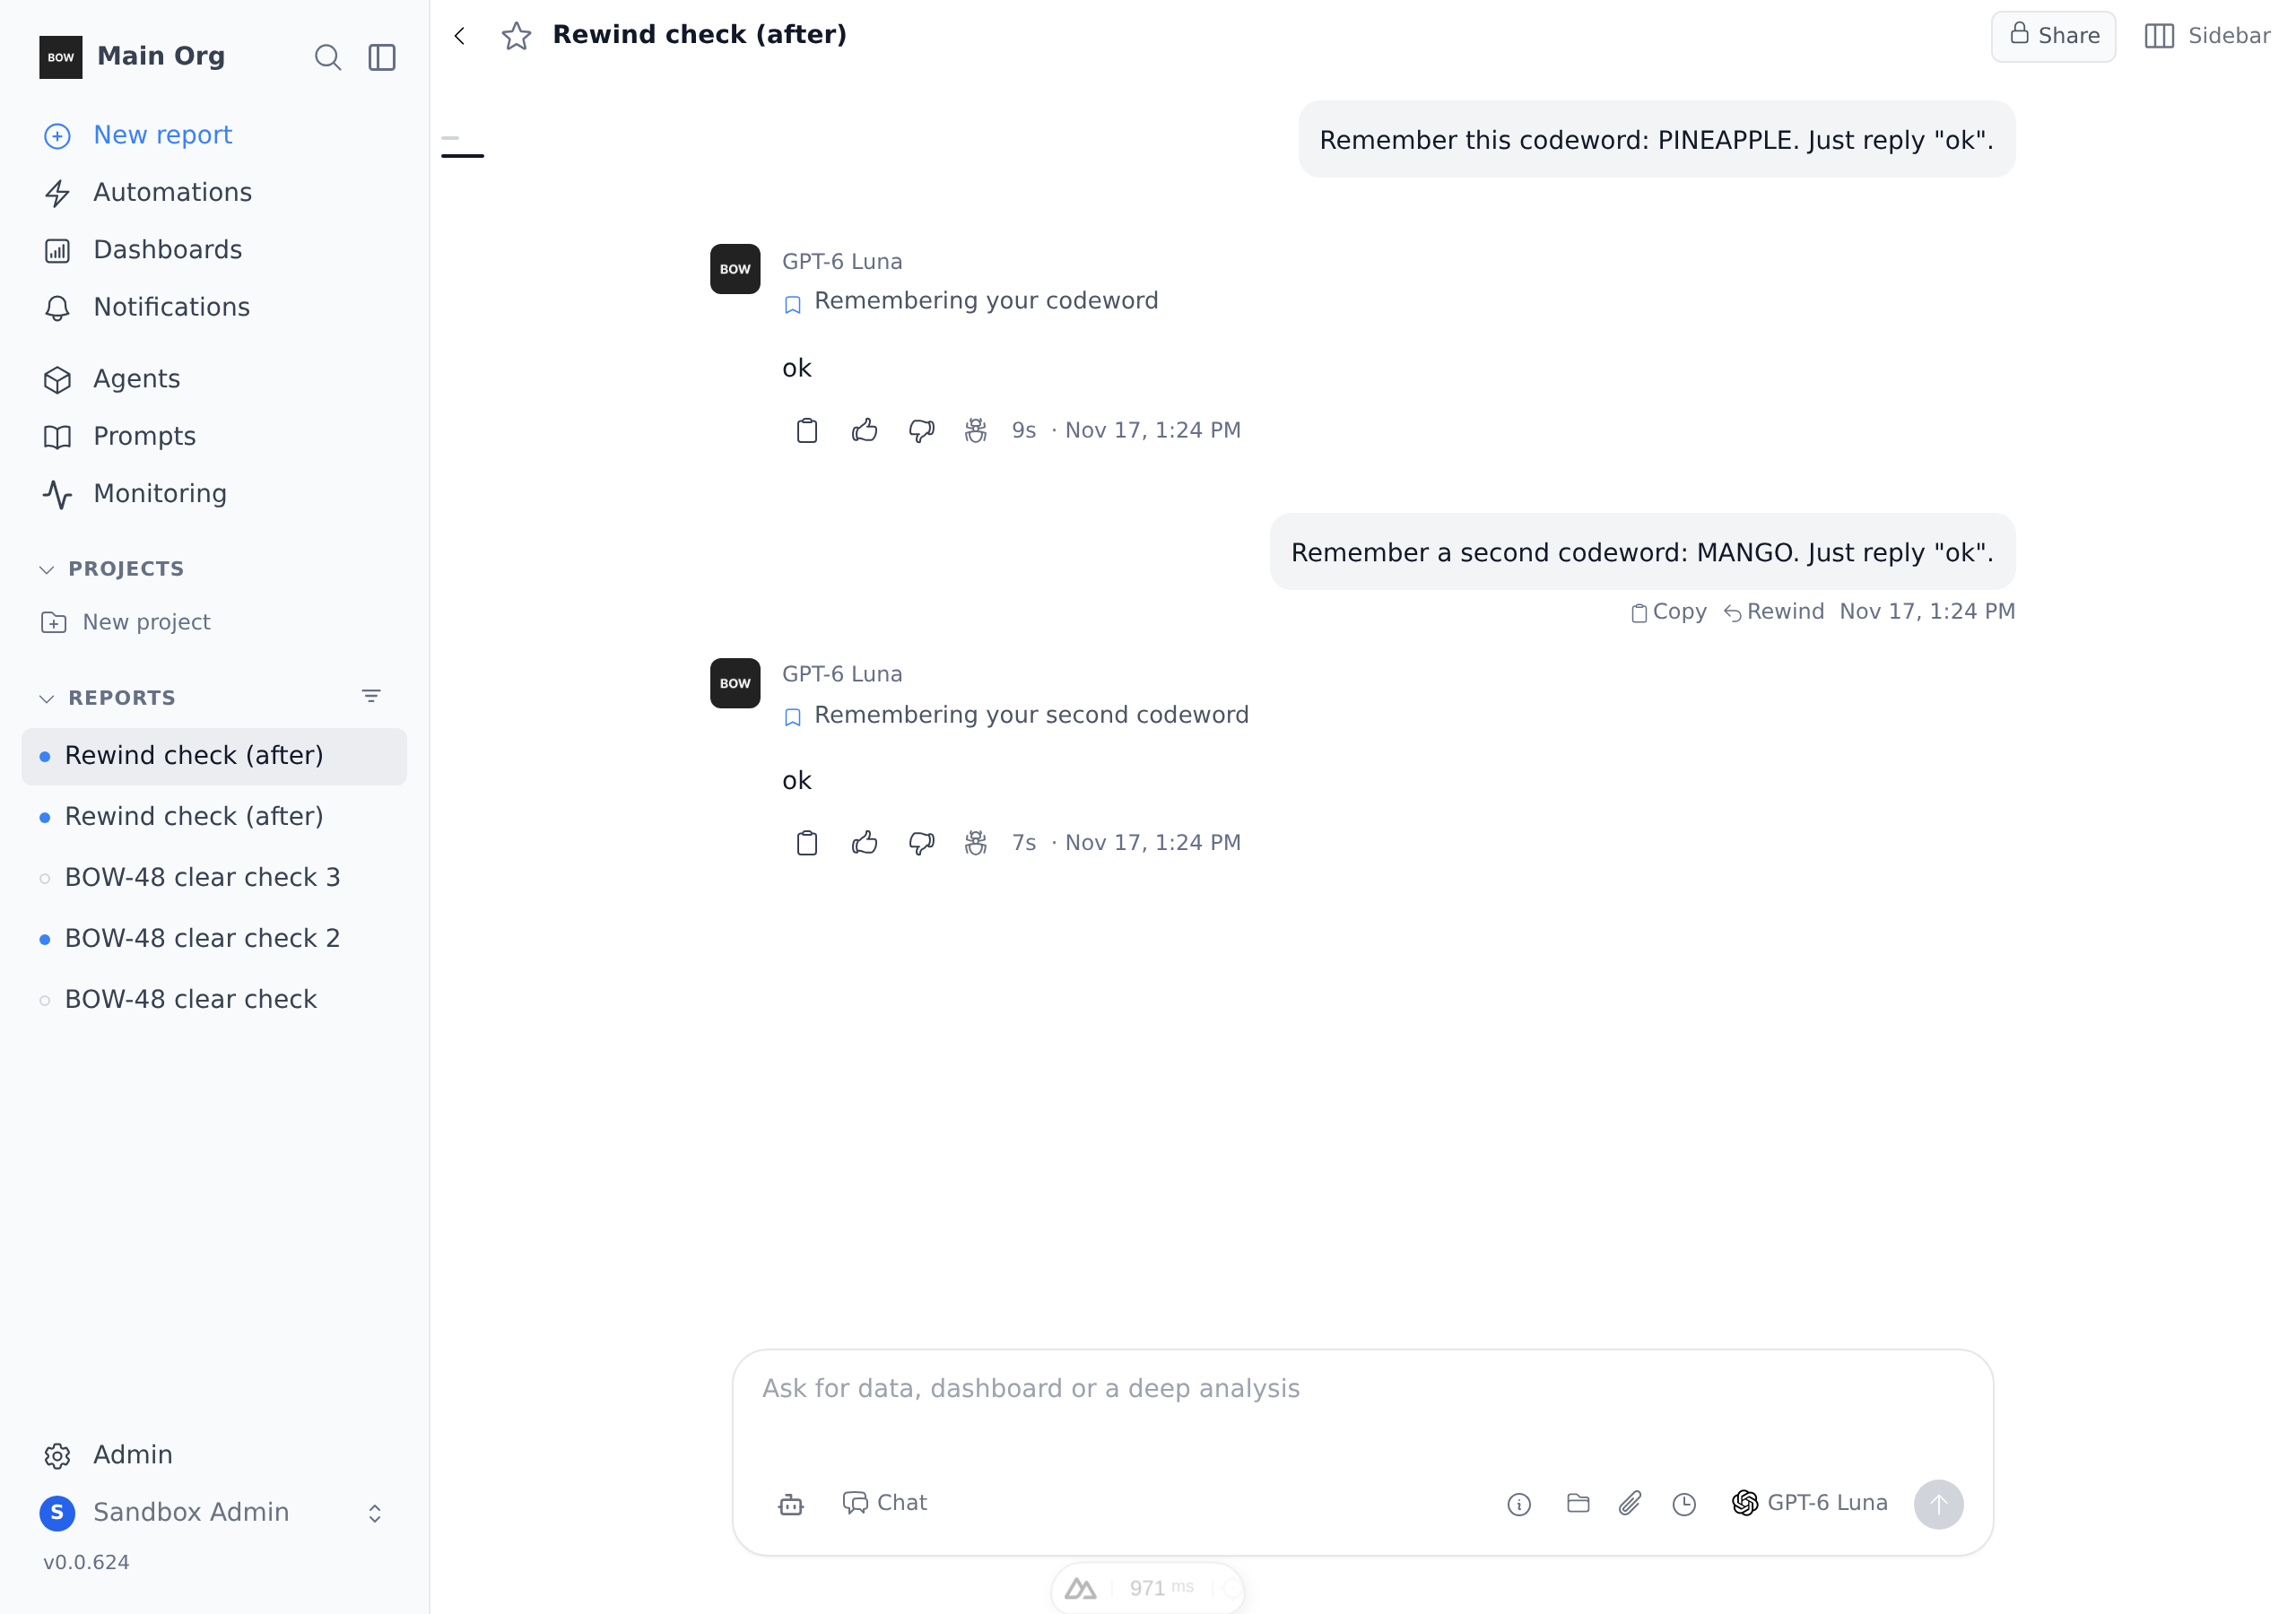 BOW Main Org
New report
Automations
Dashboards
Notifications
Agents
Prompts
Monitoring
PROJECTS
New project
REPORTS
Rewind check (after)
Rewind check (after)
BOW-48 clear check 3
BOW-48 clear check 2
BOW-48 clear check
Admin
S Sandbox Admin
v0.0.624
Rewind check (after)
Share
Sidebar
Remember this codeword: PINEAPPLE. Just reply "ok".
BOW GPT-6 Luna
Remembering your codeword
ok
9s · Nov 17, 1:24 PM
Remember a second codeword: MANGO. Just reply "ok".
Copy Rewind Nov 17, 1:24 PM
BOW GPT-6 Luna
Remembering your second codeword
ok
7s · Nov 17, 1:24 PM
Ask for data, dashboard or a deep analysis
Chat
GPT-6 Luna
971 ms